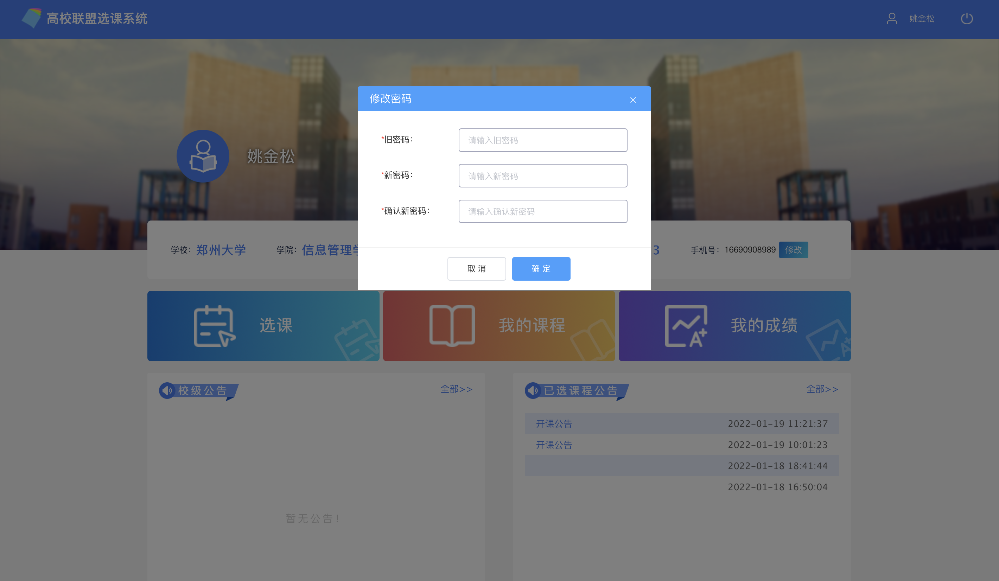 高校联盟选课系统
姚金松
修改密码
*旧密码：
请输入旧密码
姚金松
*新密码：
请输入新密码
*确认新密码：
请输入确认新密码
学校： 郑州大学
学院： 信息管理
3
手机号： 16690908989 修改
取 消
确 定
选课
我的课程
我的成绩
A+
校级公告
全部>>
已选课程公告
全部>>
开课公告 2022-01-19 11:21:37
开课公告 2022-01-19 10:01:23
2022-01-18 18:41:44
2022-01-18 16:50:04
暂无公告！